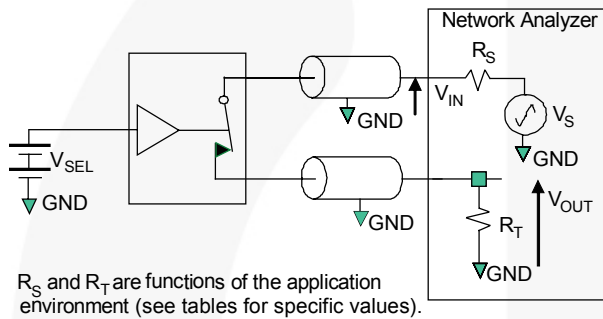 Network Analyzer
R_S
V_IN
V_S
GND
GND
V_SEL
GND
GND
R_T
V_OUT
GND
R_S and R_T are functions of the application
environment (see tables for specific values).